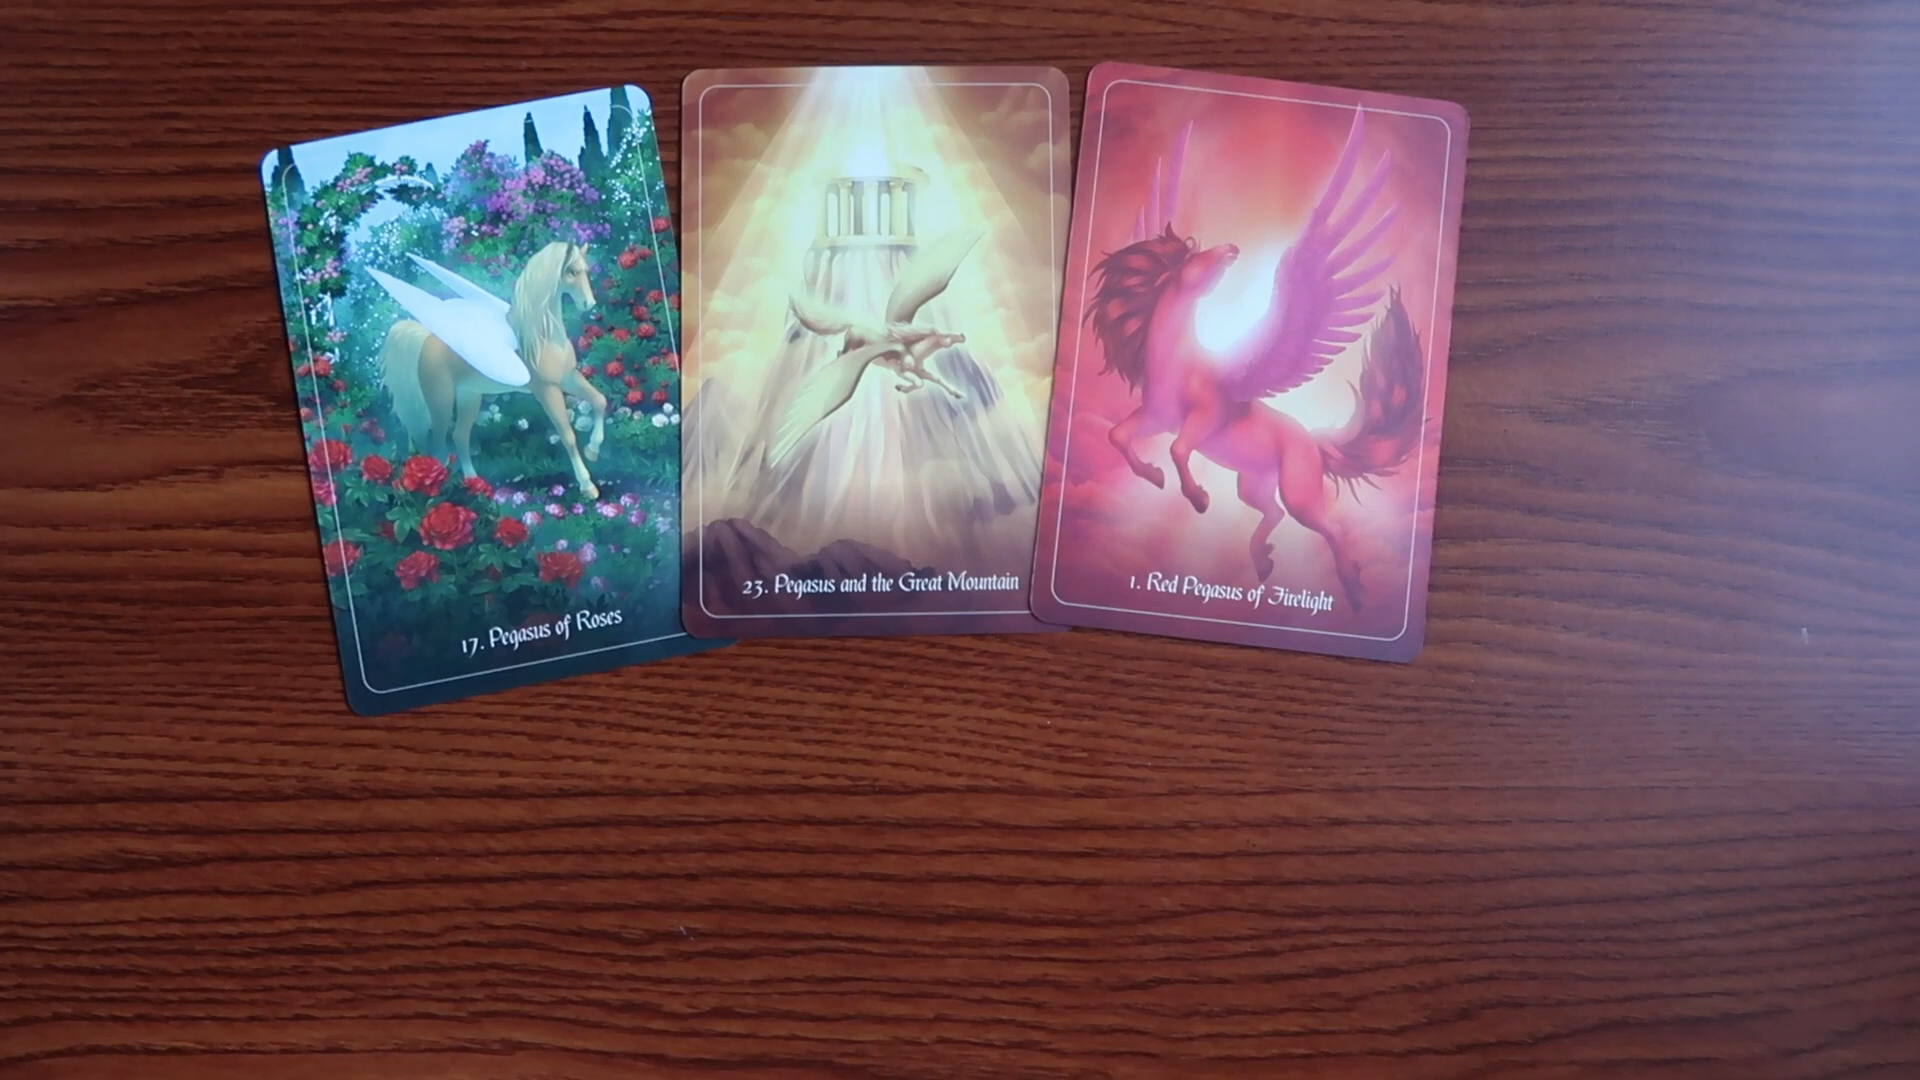 17. Pegasus of Roses
23. Pegasus and the Great Mountain
1. Red Pegasus of Firelight